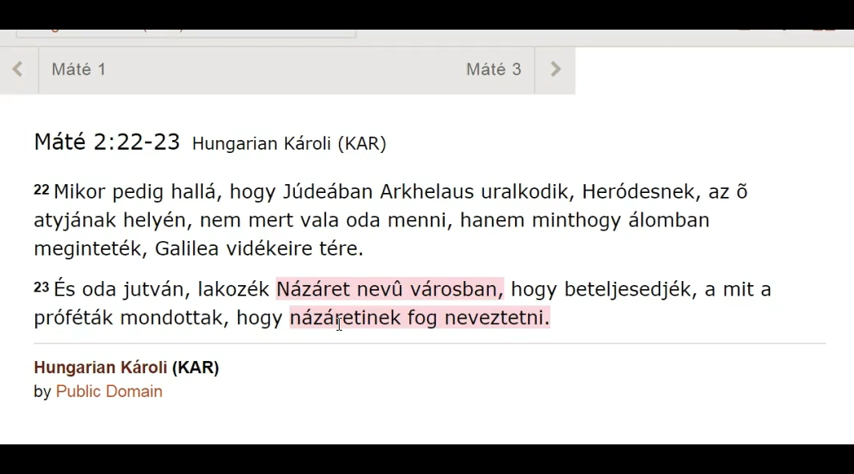 Máté 1
Máté 3
Máté 2:22-23 Hungarian Károli (KAR)
22 Mikor pedig hallá, hogy Júdeában Arkhelaus uralkodik, Heródesnek, az õ
atyjának helyén, nem mert vala oda menni, hanem minthogy álomban
meginteték, Galilea vidékeire tére.
23 És oda jutván, lakozék Názáret nevû városban, hogy beteljesedjék, a mit a
próféták mondottak, hogy názáretinek fog neveztetni.
Hungarian Károli (KAR)
by Public Domain